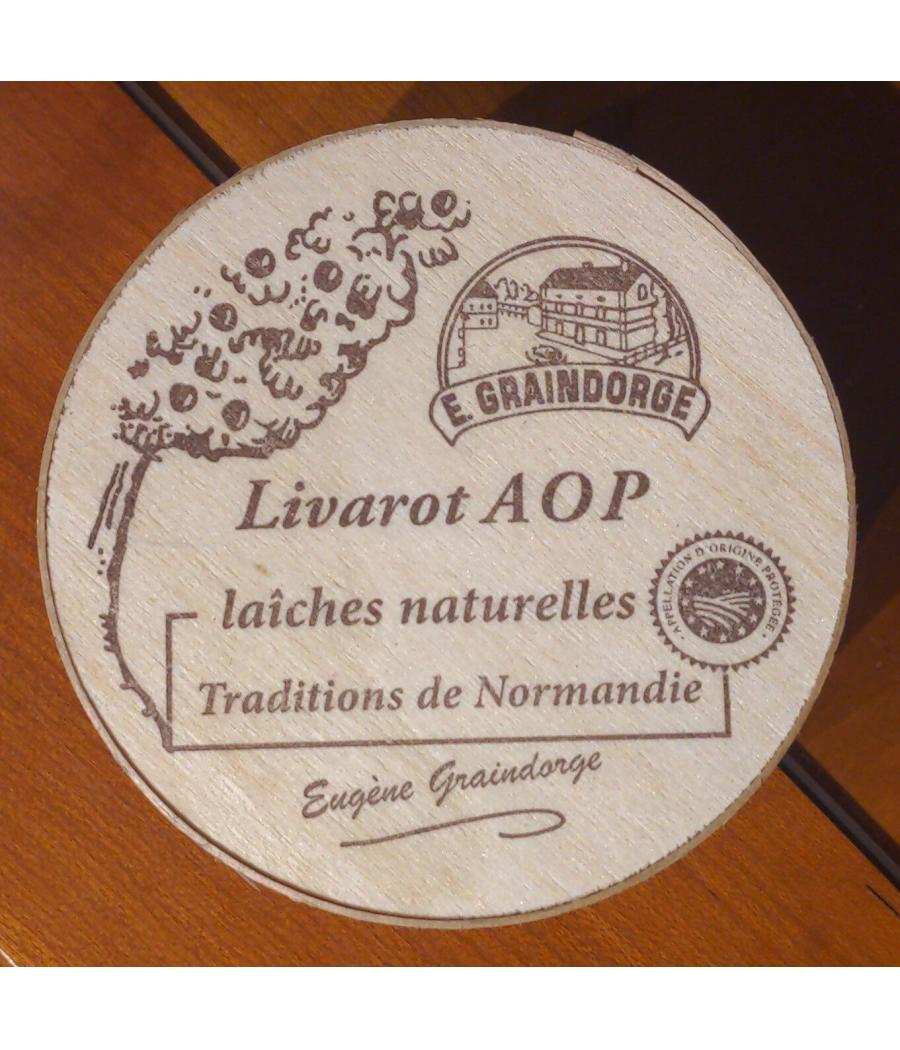 E. GRAINDORGE
Livarot AOP
laîches naturelles
APPELLATION D'ORIGINE PROTÉGÉE
Traditions de Normandie
Eugène Graindorge